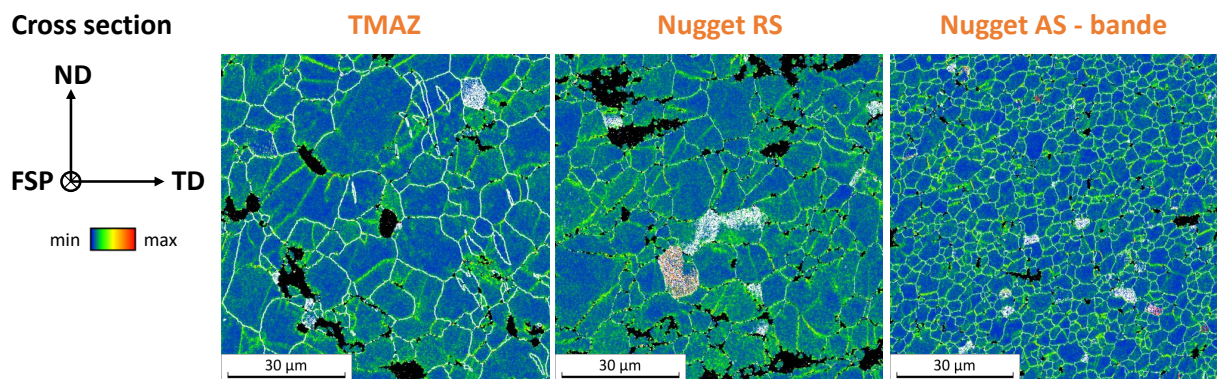 Cross section
TMAZ
Nugget RS
Nugget AS - bande
ND
FSP
TD
min
max
30 µm
30 µm
30 µm